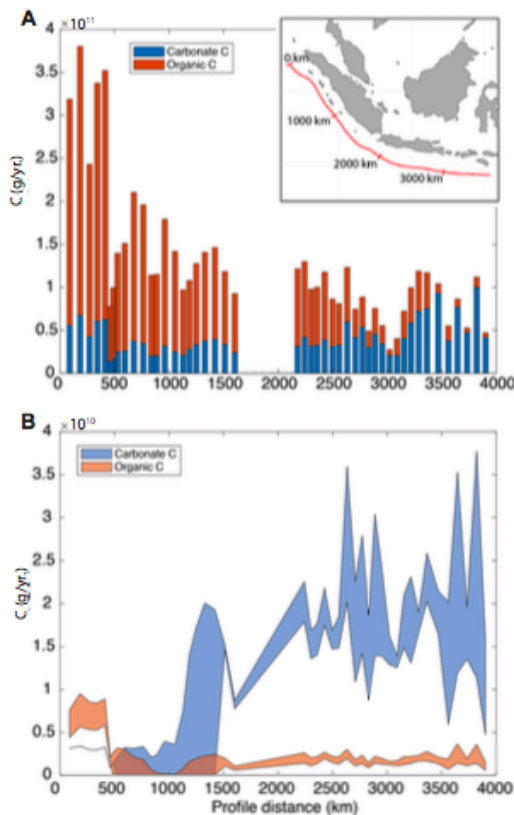 A
× 10¹¹
4
3.5
3
2.5
2
1.5
1
0.5
0
C (g/yr.)
Carbonate C
Organic C
0 km
1000 km
2000 km
3000 km
0 500 1000 1500 2000 2500 3000 3500 4000
B
× 10¹⁰
4
3.5
3
2.5
2
1.5
1
0.5
0
C (g/yr.)
Carbonate C
Organic C
0 500 1000 1500 2000 2500 3000 3500 4000
Profile distance (km)